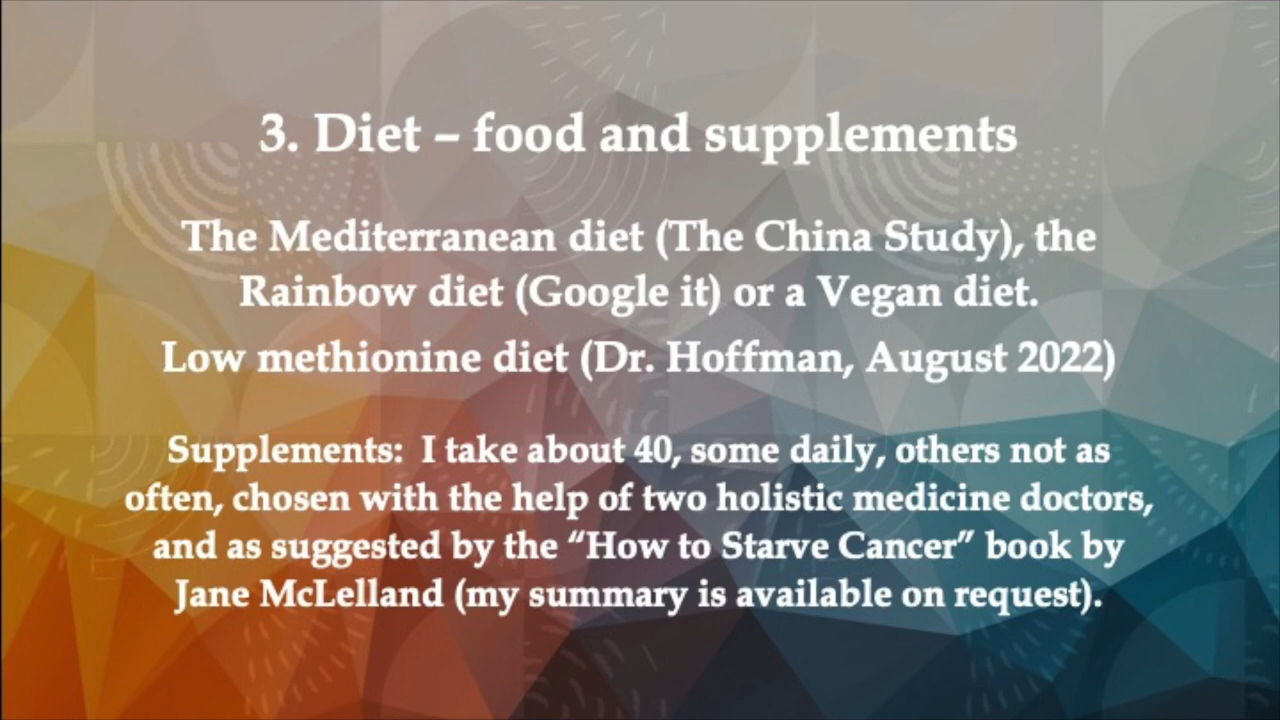 3. Diet – food and supplements
The Mediterranean diet (The China Study), the
Rainbow diet (Google it) or a Vegan diet.
Low methionine diet (Dr. Hoffman, August 2022)
Supplements:  I take about 40, some daily, others not as
often, chosen with the help of two holistic medicine doctors,
and as suggested by the “How to Starve Cancer” book by
Jane McLelland (my summary is available on request).